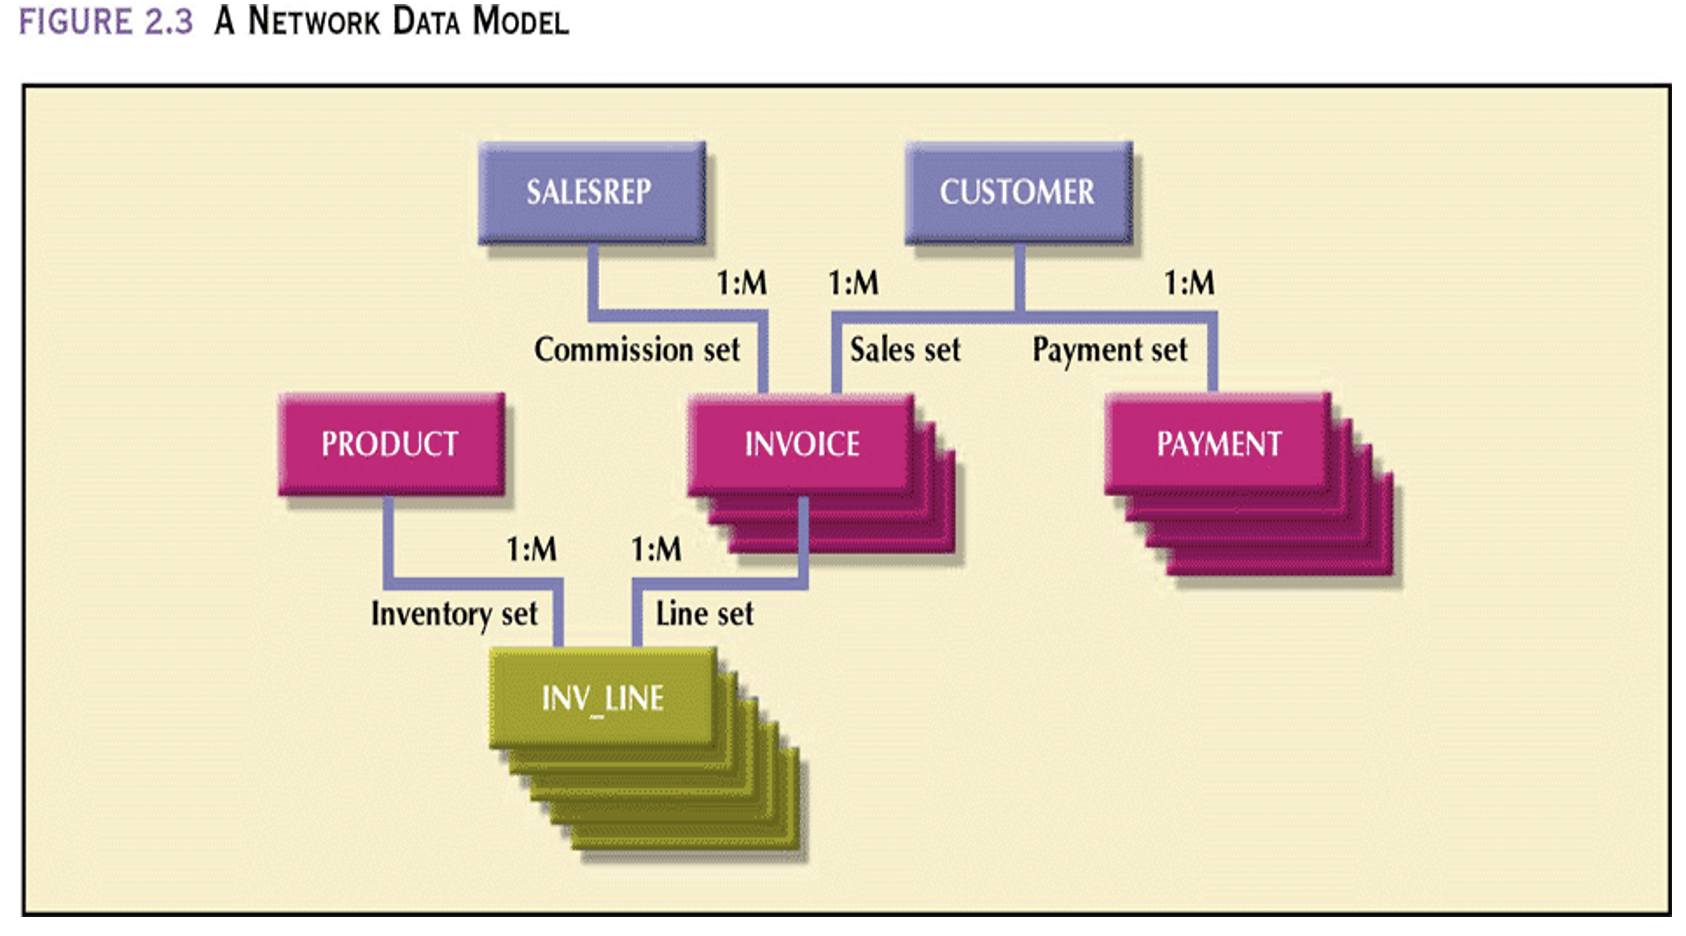 FIGURE 2.3 A NETWORK DATA MODEL
SALESREP
CUSTOMER
1:M
1:M
1:M
Commission set
Sales set
Payment set
PRODUCT
INVOICE
PAYMENT
1:M
1:M
Inventory set
Line set
INV_LINE